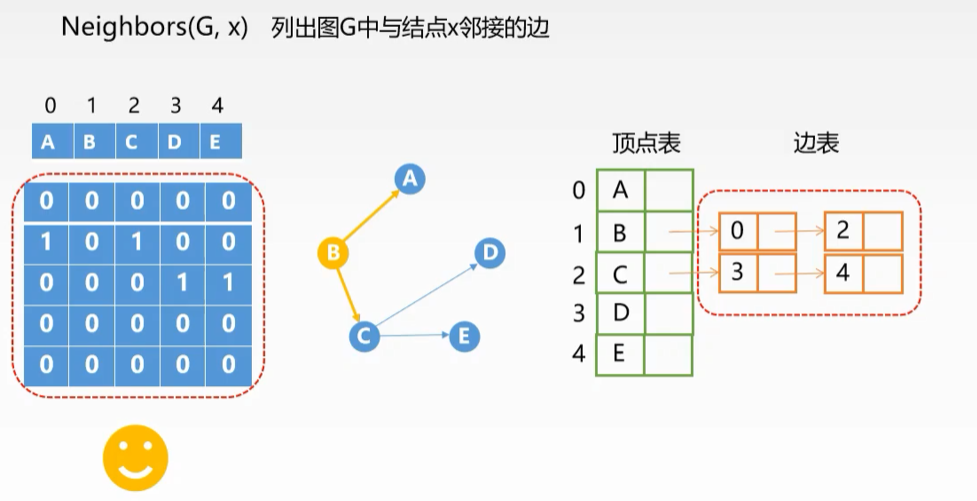 Neighbors(G, x) 列出图G中与结点x邻接的边
0 1 2 3 4
A B C D E
0 0 0 0 0
1 0 1 0 0
0 0 0 1 1
0 0 0 0 0
0 0 0 0 0
A
B
D
C
E
顶点表 边表
0 A
1 B 0 2
2 C 3 4
3 D
4 E